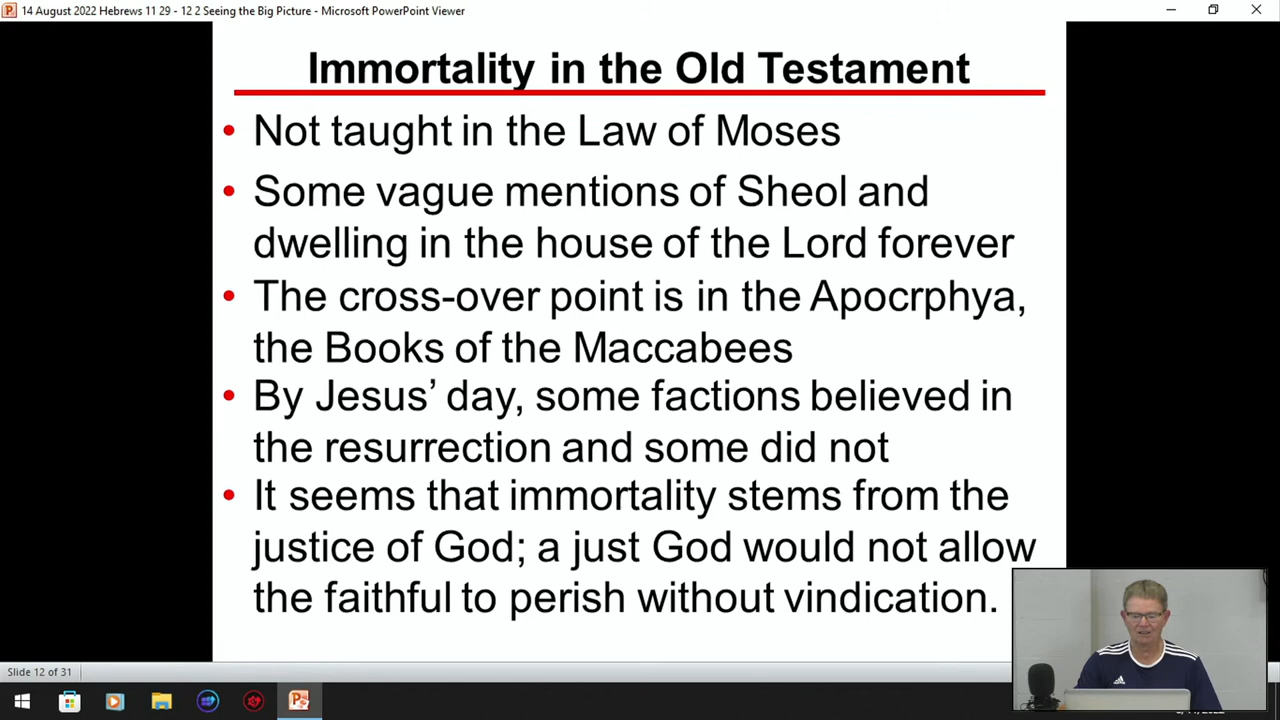 14 August 2022 Hebrews 11 29 - 12 2 Seeing the Big Picture - Microsoft PowerPoint Viewer
Immortality in the Old Testament
• Not taught in the Law of Moses
• Some vague mentions of Sheol and
dwelling in the house of the Lord forever
• The cross-over point is in the Apocrphya,
the Books of the Maccabees
• By Jesus’ day, some factions believed in
the resurrection and some did not
• It seems that immortality stems from the
justice of God; a just God would not allow
the faithful to perish without vindication.
Slide 12 of 31